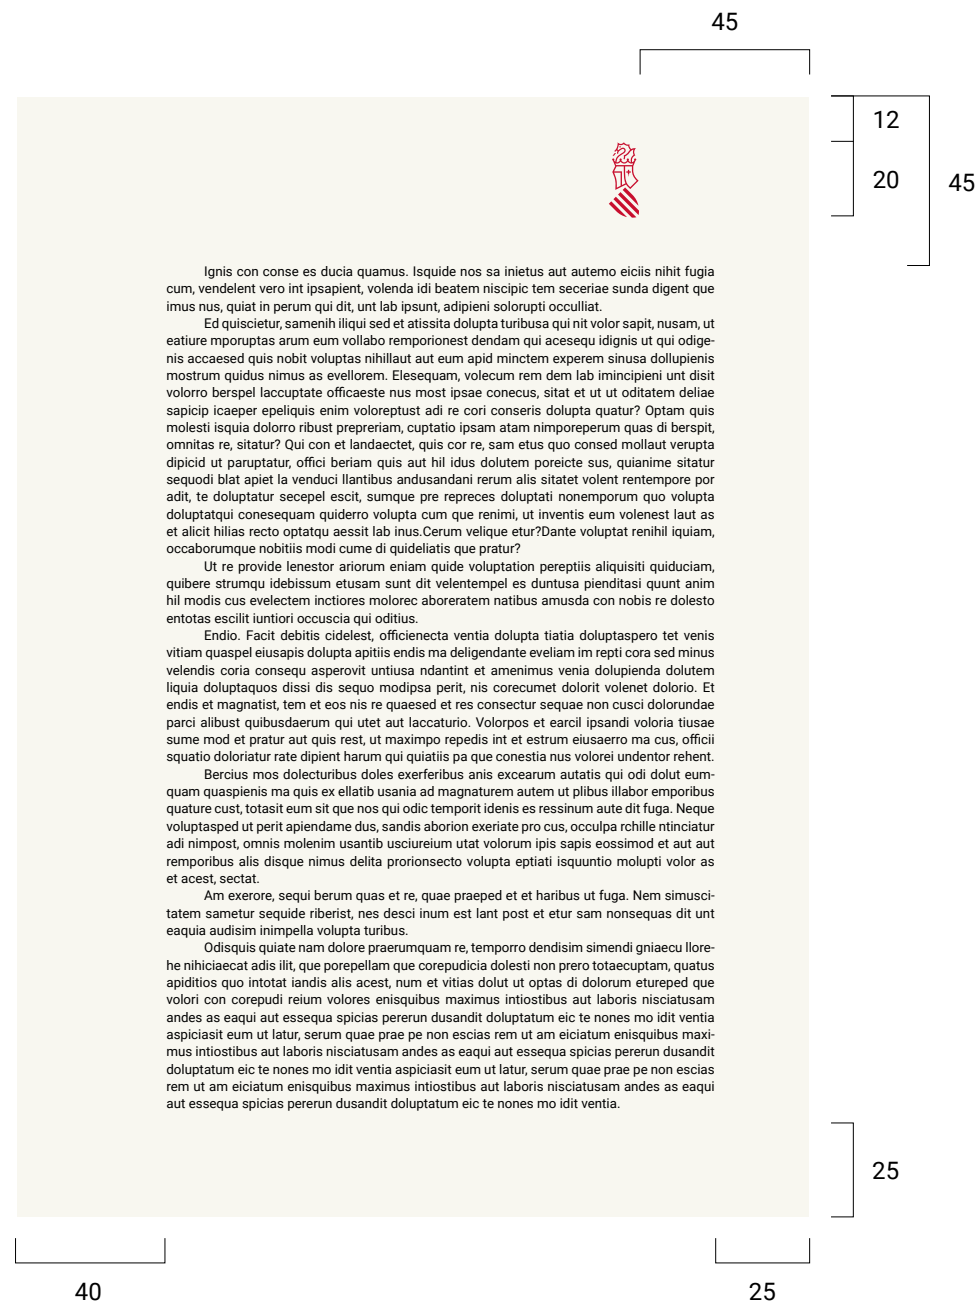 45
12
20
45
Ignis con conse es ducia quamus. Isquide nos sa inietus aut autemo eiciis nihit fugia
cum, vendelent vero int ipsapient, volenda idi beatem niscipic tem seceriae sunda digent que
imus nus, quiat in perum qui dit, unt lab ipsunt, adipieni solorupti occulliat.
Ed quiscietur, samenih iliqui sed et atissita dolupta turibusa qui nit volor sapit, nusam, ut
eatiure mporuptas arum eum vollabo remporionest dendam qui acesequ idignis ut qui odige-
nis accaesed quis nobit voluptas nihillaut aut eum apid minctem experem sinusa dollupienis
mostrum quidus nimus as evellorem. Elesequam, volecum rem dem lab imincipieni unt disit
volorro berspel laccuptate officaeste nus most ipsae conecus, sitat et ut ut oditatem deliae
sapicip icaeper epeliquis enim voloreptust adi re cori conseris dolupta quatur? Optam quis
molesti isquia dolorro ribust prepreriam, cuptatio ipsam atam nimporeperum quas di berspit,
omnitas re, sitatur? Qui con et landaectet, quis cor re, sam etus quo consed mollaut verupta
dipicid ut paruptatur, offici beriam quis aut hil idus dolutem poreicte sus, quianime sitatur
sequodi blat apiet la venduci llantibus andusandani rerum alis sitatet volent rentempore por
adit, te doluptatur secepel escit, sumque pre repreces doluptati nonemporum quo volupta
doluptatqui conesequam quiderro volupta cum que renimi, ut inventis eum volenest laut as
et alicit hilias recto optatqu aessit lab inus.Cerum velique etur?Dante voluptat renihil iquiam,
occaborumque nobitiis modi cume di quideliatis que pratur?
Ut re provide lenestor ariorum eniam quide voluptation pereptiis aliquisiti quiduciam,
quibere strumqu idebissum etusam sunt dit velentempel es duntusa pienditasi quunt anim
hil modis cus evelectem inctiores molorec aboreratem natibus amusda con nobis re dolesto
entotas escilit iuntiori occuscia qui oditius.
Endio. Facit debitis cidelest, officienecta ventia dolupta tiatia doluptaspero tet venis
vitiam quaspel eiusapis dolupta apitiis endis ma deligendante eveliam im repti cora sed minus
velendis coria consequ asperovit untiusa ndantint et amenimus venia dolupienda dolutem
liquia doluptaquos dissi dis sequo modipsa perit, nis corecumet dolorit volenet dolorio. Et
endis et magnatist, tem et eos nis re quaesed et res consectur sequae non cusci dolorundae
parci alibust quibusdaerum qui utet aut laccaturio. Volorpos et earcil ipsandi voloria tiusae
sume mod et pratur aut quis rest, ut maximpo repedis int et estrum eiusaerro ma cus, officii
squatio doloriatur rate dipient harum qui quiatiis pa que conestia nus volorei undentor rehent.
Bercius mos dolecturibus doles exerferibus anis excearum autatis qui odi dolut eum-
quam quaspienis ma quis ex ellatib usania ad magnaturem autem ut plibus illabor emporibus
quature cust, totasit eum sit que nos qui odic temporit idenis es ressinum aute dit fuga. Neque
voluptasped ut perit apiendame dus, sandis aborion exeriate pro cus, occulpa rchille ntinciatur
adi nimpost, omnis molenim usantib usciureium utat volorum ipis sapis eossimod et aut aut
remporibus alis disque nimus delita prorionsecto volupta eptiati isquuntio molupti volor as
et acest, sectat.
Am exerore, sequi berum quas et re, quae praeped et et haribus ut fuga. Nem simusci-
tatem sametur sequide riberist, nes desci inum est lant post et etur sam nonsequas dit unt
eaquia audisim inimpella volupta turibus.
Odisquis quiate nam dolore praerumquam re, temporro dendisim simendi gniaecu llore-
he nihiciaecat adis ilit, que porepellam que corepudicia dolesti non prero totaecuptam, quatus
apiditios quo intotat iandis alis acest, num et vitias dolut ut optas di dolorum etureped que
volori con corepudi reium volores enisquibus maximus intiostibus aut laboris nisciatusam
andes as eaqui aut essequa spicias pererun dusandit doluptatum eic te nones mo idit ventia
aspiciasit eum ut latur, serum quae prae pe non escias rem ut am eiciatum enisquibus maxi-
mus intiostibus aut laboris nisciatusam andes as eaqui aut essequa spicias pererun dusandit
doluptatum eic te nones mo idit ventia aspiciasit eum ut latur, serum quae prae pe non escias
rem ut am eiciatum enisquibus maximus intiostibus aut laboris nisciatusam andes as eaqui
aut essequa spicias pererun dusandit doluptatum eic te nones mo idit ventia.
25
40
25